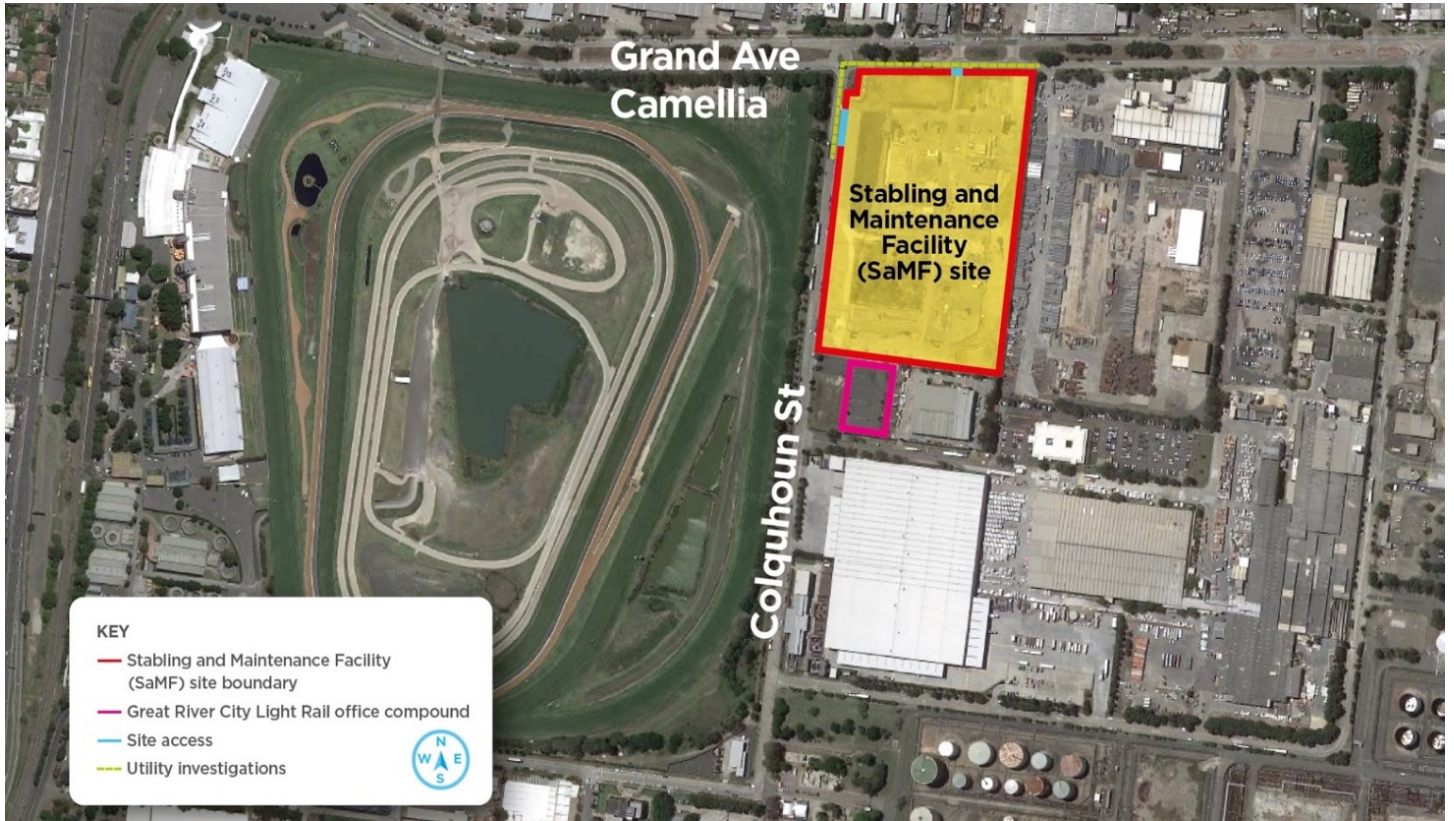 Grand Ave
Camellia
Stabling and
Maintenance
Facility
(SaMF) site
Colquhoun St
KEY
Stabling and Maintenance Facility
(SaMF) site boundary
Great River City Light Rail office compound
Site access
Utility investigations
N
W E
S